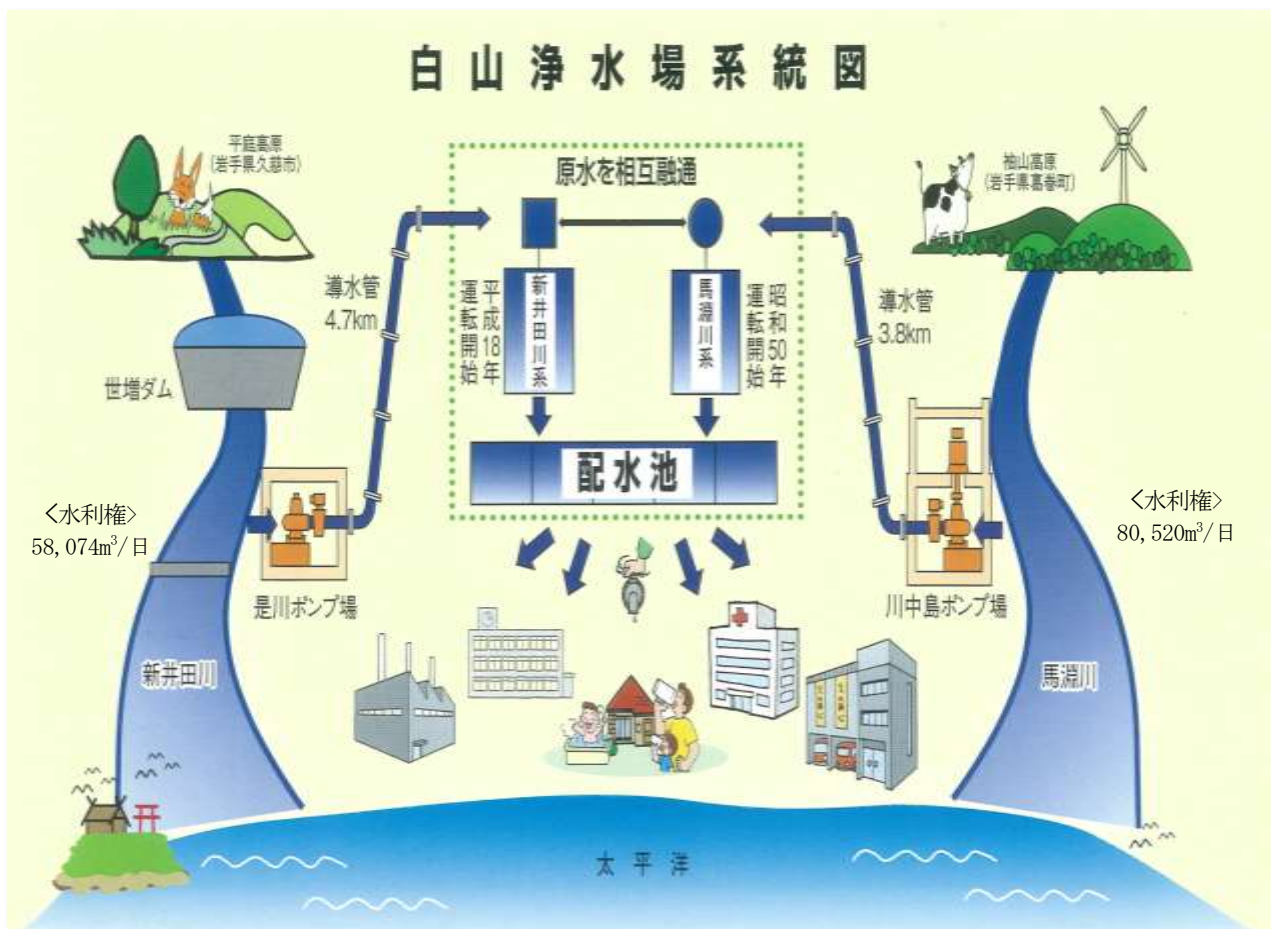 白山浄水場系統図
平庭高原
(岩手県久慈市)
袖山高原
(岩手県葛巻町)
原水を相互融通
導水管
4.7km
平成18年
運転開始
新井田川系
馬淵川系
昭和50年
運転開始
導水管
3.8km
世増ダム
配水池
<水利権>
58,074m³/日
<水利権>
80,520m³/日
是川ポンプ場
川中島ポンプ場
新井田川
馬淵川
太平洋